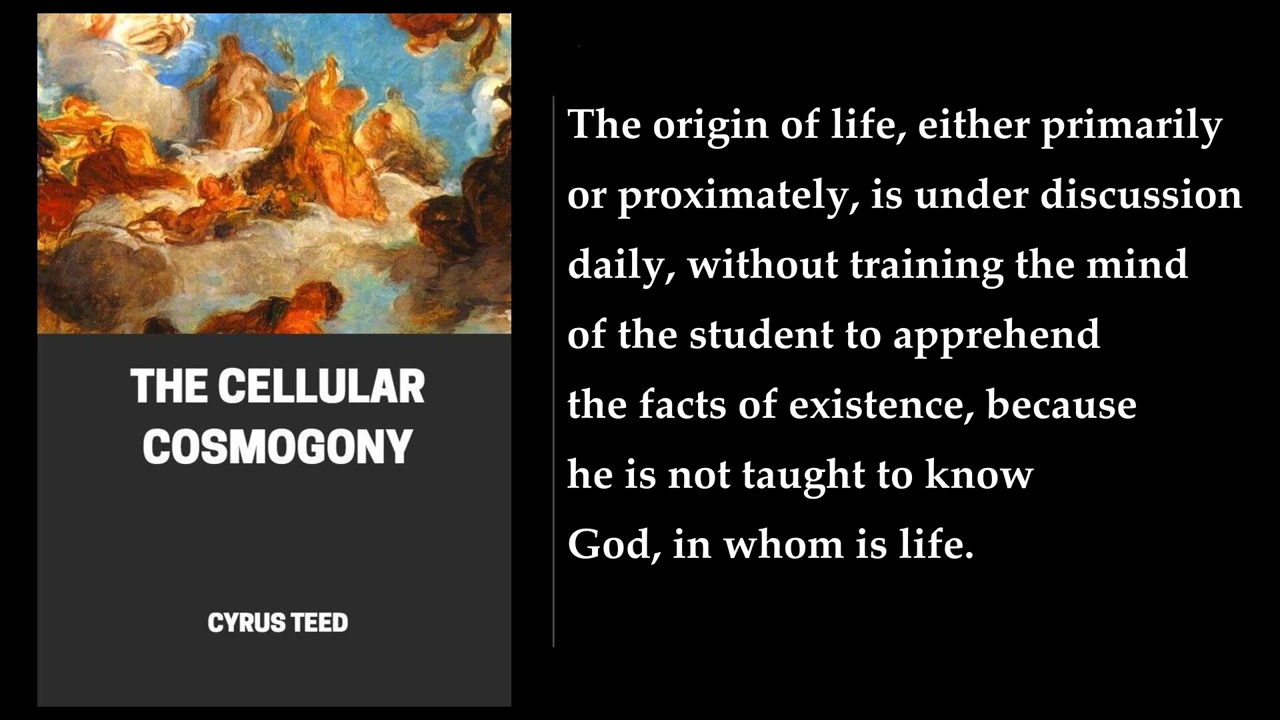 THE CELLULAR
COSMOGONY
CYRUS TEED
The origin of life, either primarily
or proximately, is under discussion
daily, without training the mind
of the student to apprehend
the facts of existence, because
he is not taught to know
God, in whom is life.